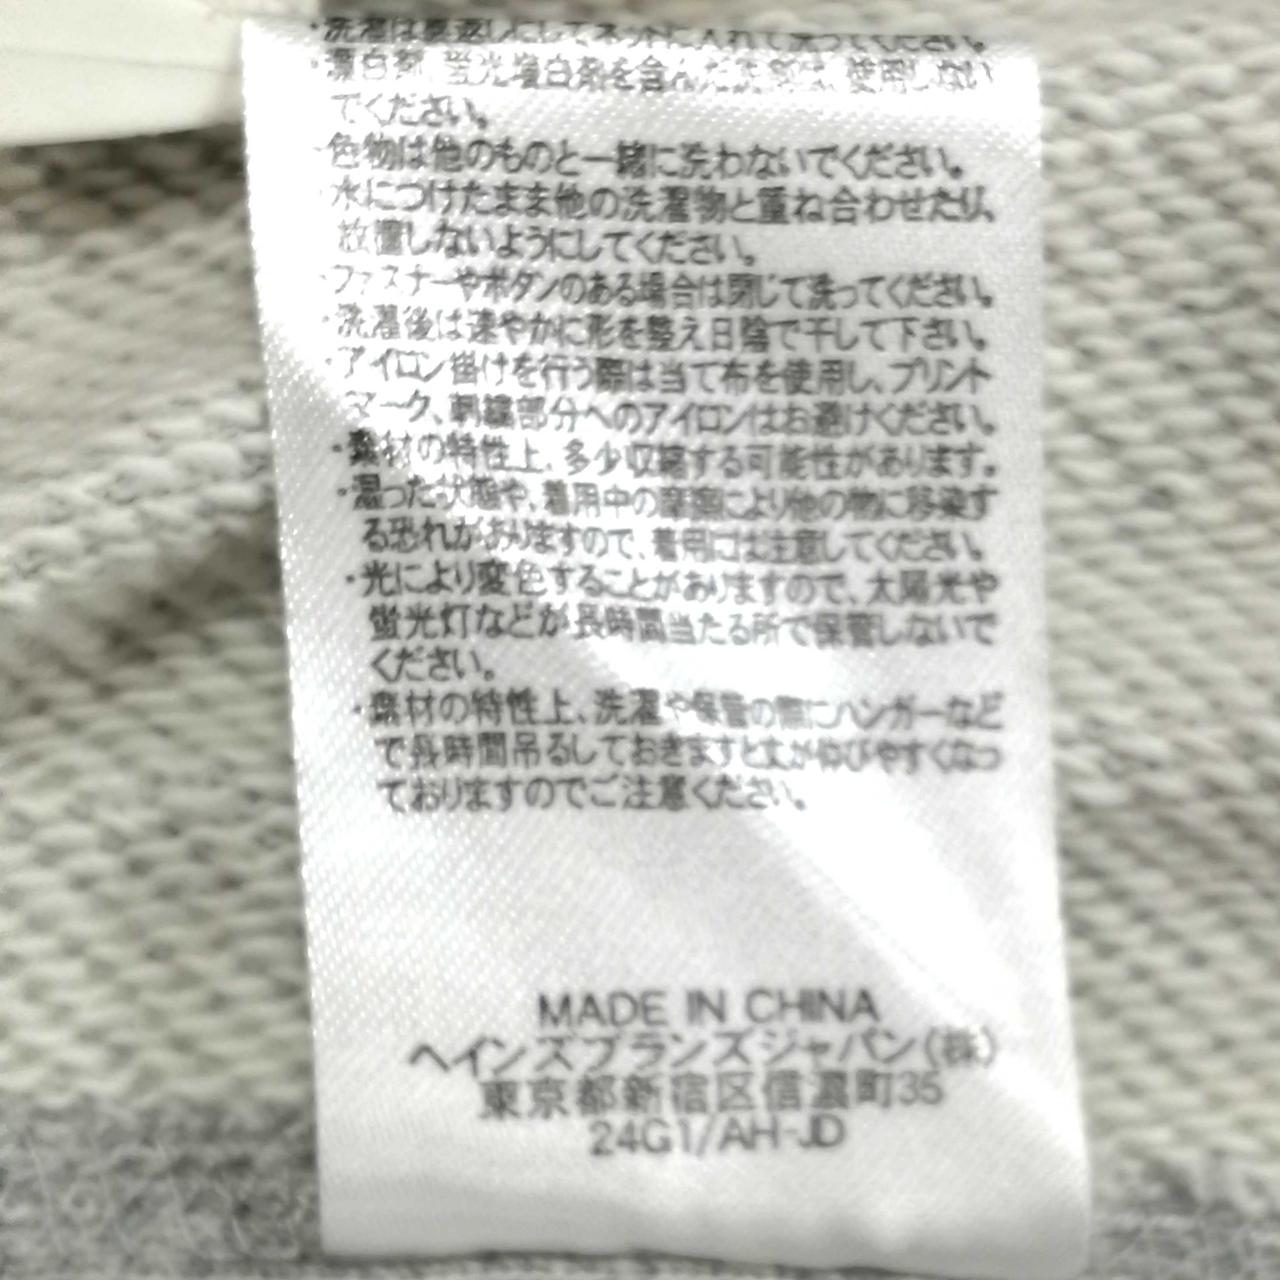 ・洗濯は裏返しにしてネットに入れて洗ってください。
・漂白剤、蛍光増白剤を含んだ洗剤は、使用しない
でください。
・色物は他のものと一緒に洗わないでください。
・水につけたまま他の洗濯物と重ね合わせたり、
放置しないようにしてください。
・ファスナーやボタンのある場合は閉じて洗ってください。
・洗濯後は速やかに形を整え日陰で干して下さい。
・アイロン掛けを行う際は当て布を使用し、プリント
マーク、刺繍部分へのアイロンはお避けください。
・素材の特性上、多少収縮する可能性があります。
・湿った状態や、着用中の摩擦により他の物に移染す
る恐れがおりますので、着用には注意してください。
・光により変色することがありますので、太陽光や
蛍光灯などが長時間当たる所で保管しないで
ください。
・素材の特性上、洗濯や保管の際にハンガーなど
で長時間吊るしておきますと丈が伸びやすくなっ
ておりますのでご注意ください。
MADE IN CHINA
ヘインズブランズジャパン(株)
東京都新宿区信濃町35
24G1/AH-JD